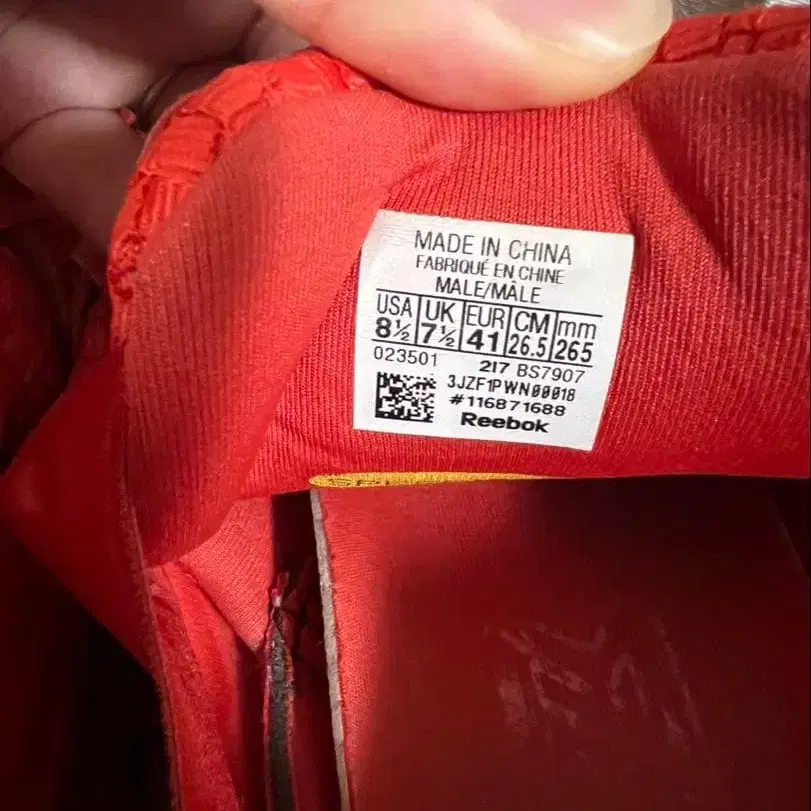 MADE IN CHINA
FABRIQUÉ EN CHINE
MALE/MÂLE
USA UK EUR CM mm
8½ 7½ 41 26.5 265
023501 217 BS7907
3JZF1PWN00018
#116871688
Reebok